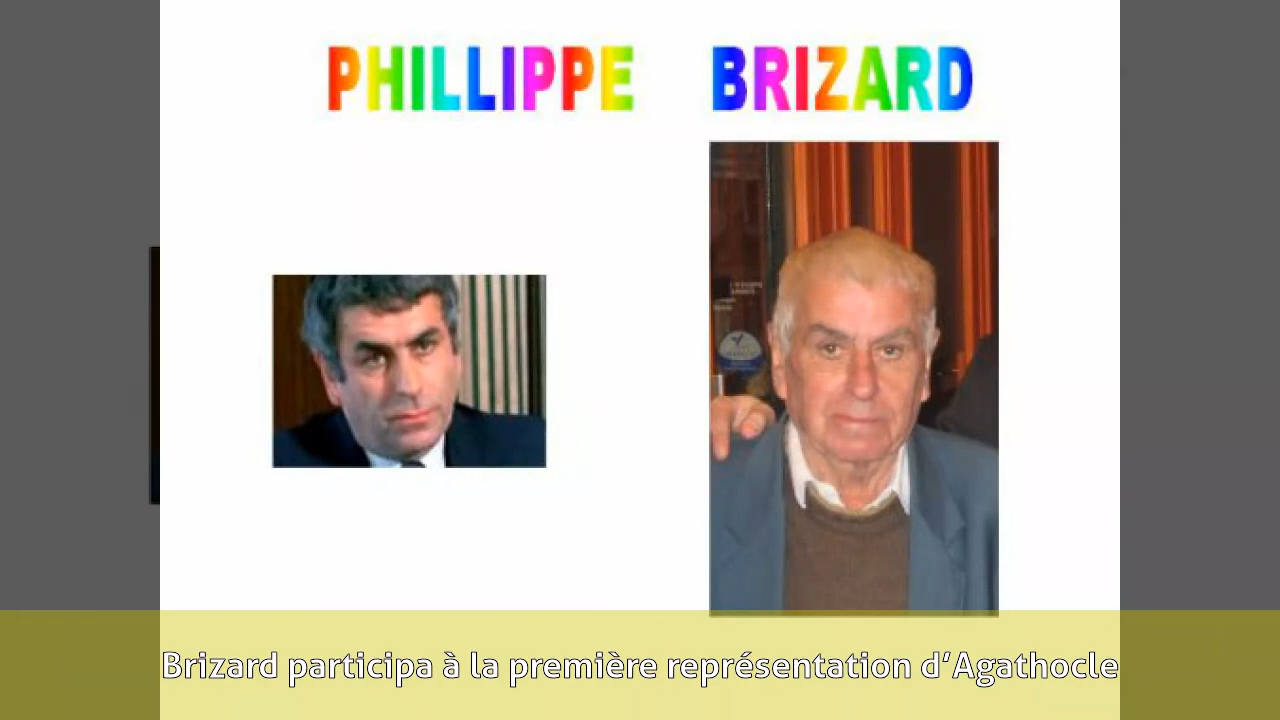 PHILLIPPE BRIZARD
Brizard participa à la première représentation d'Agathocle